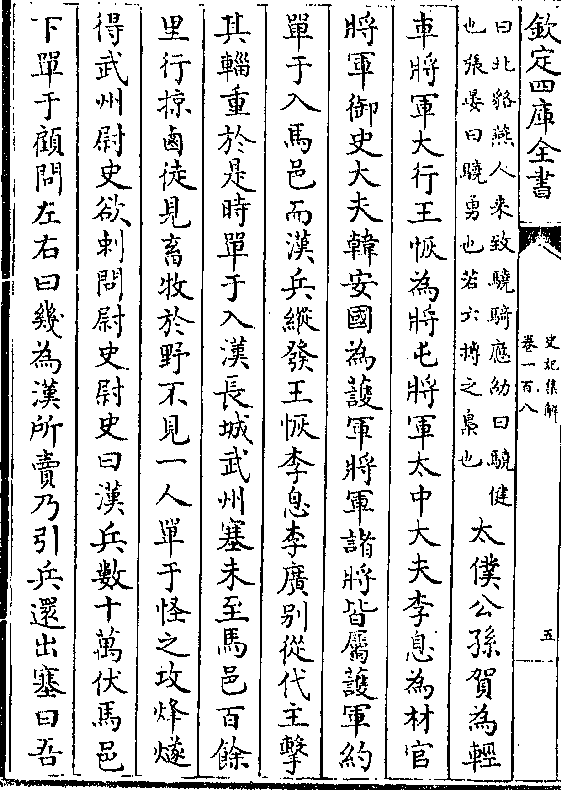 欽定四庫全書
史記集解
卷一百八
五
曰北貉燕人來致驍騎應劭曰驍健
也張晏曰驍勇也若六博之梟也
太僕公孫賀為輕
車將軍大行王恢為將屯將軍太中大夫李息為材官
將軍御史大夫韓安國為䕶軍將軍諸將皆屬䕶軍約
單于入馬邑而漢兵縱發王恢李息李廣别從代主擊
其輜重於是時單于入漢長城武州塞未至馬邑百餘
里行掠鹵徒見畜牧於野不見一人單于怪之攻烽燧
得武州尉史欲刺問尉史尉史曰漢兵數十萬伏馬邑
下單于顧問左右曰幾為漢所賣乃引兵還出塞曰吾